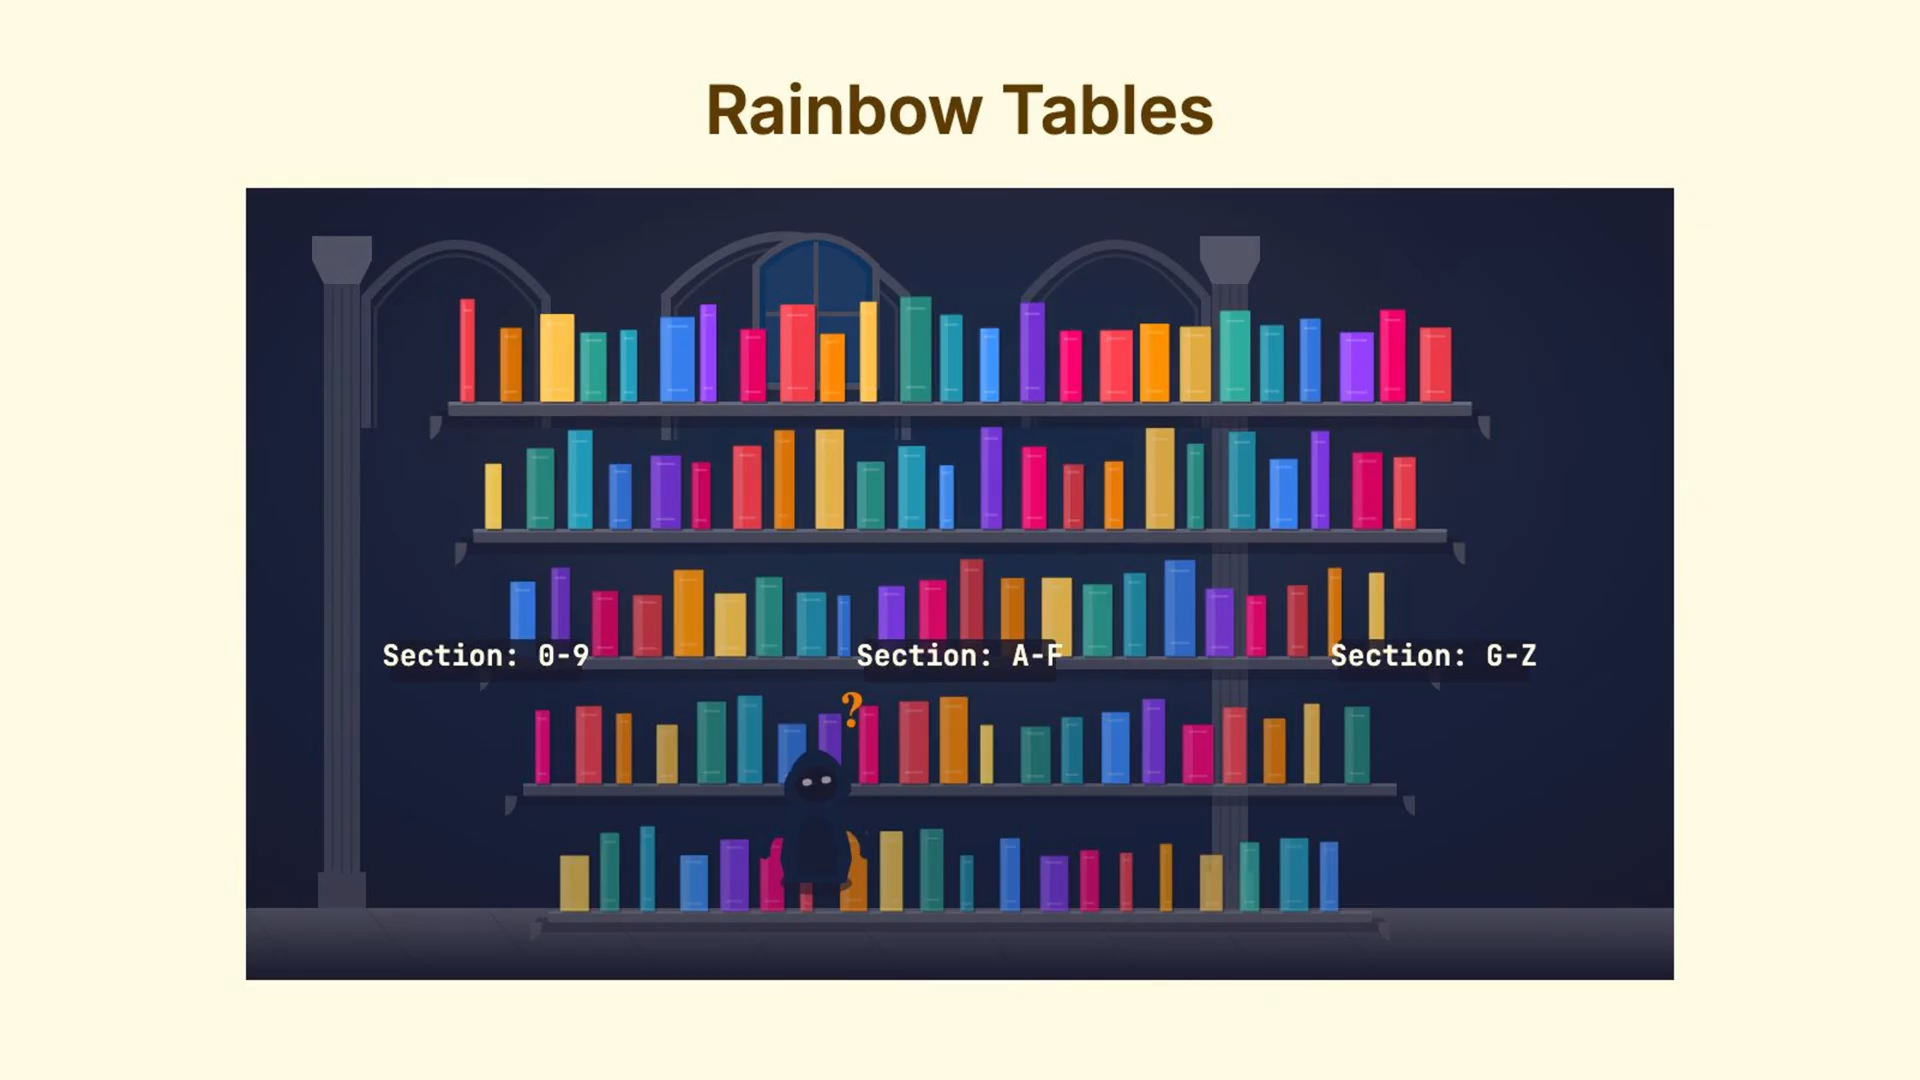 Rainbow Tables
Section: 0-9
Section: A-F
Section: G-Z
?